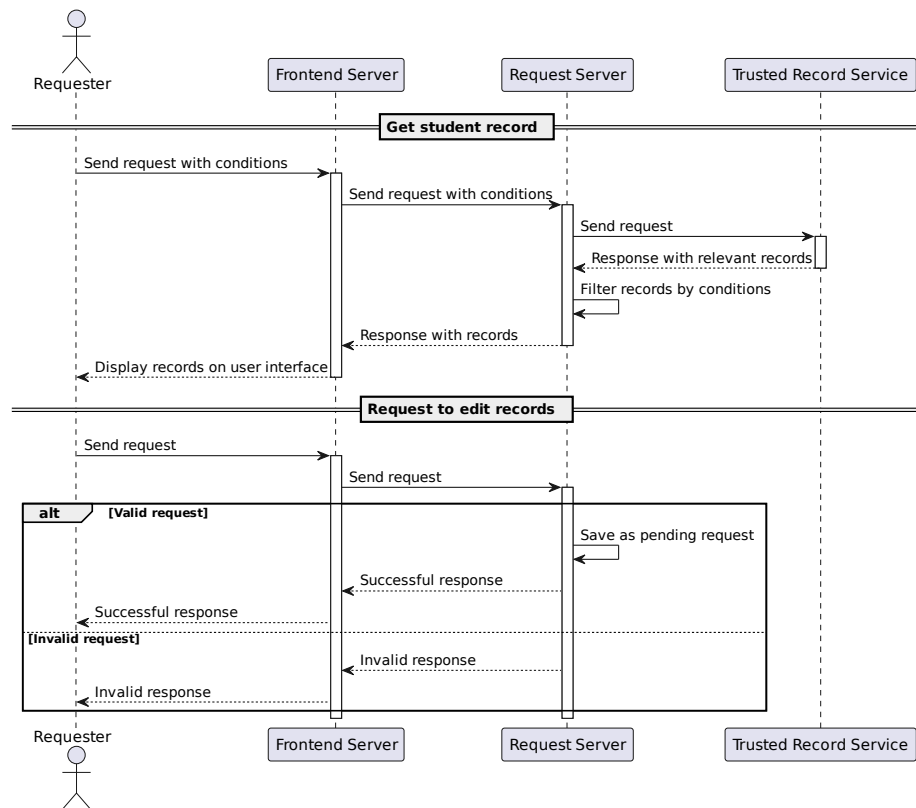 Requester
Frontend Server
Request Server
Trusted Record Service
Get student record
Send request with conditions
Send request with conditions
Send request
Response with relevant records
Filter records by conditions
Response with records
Display records on user interface
Request to edit records
Send request
Send request
alt
[Valid request]
Save as pending request
Successful response
Successful response
[Invalid request]
Invalid response
Invalid response
Requester
Frontend Server
Request Server
Trusted Record Service